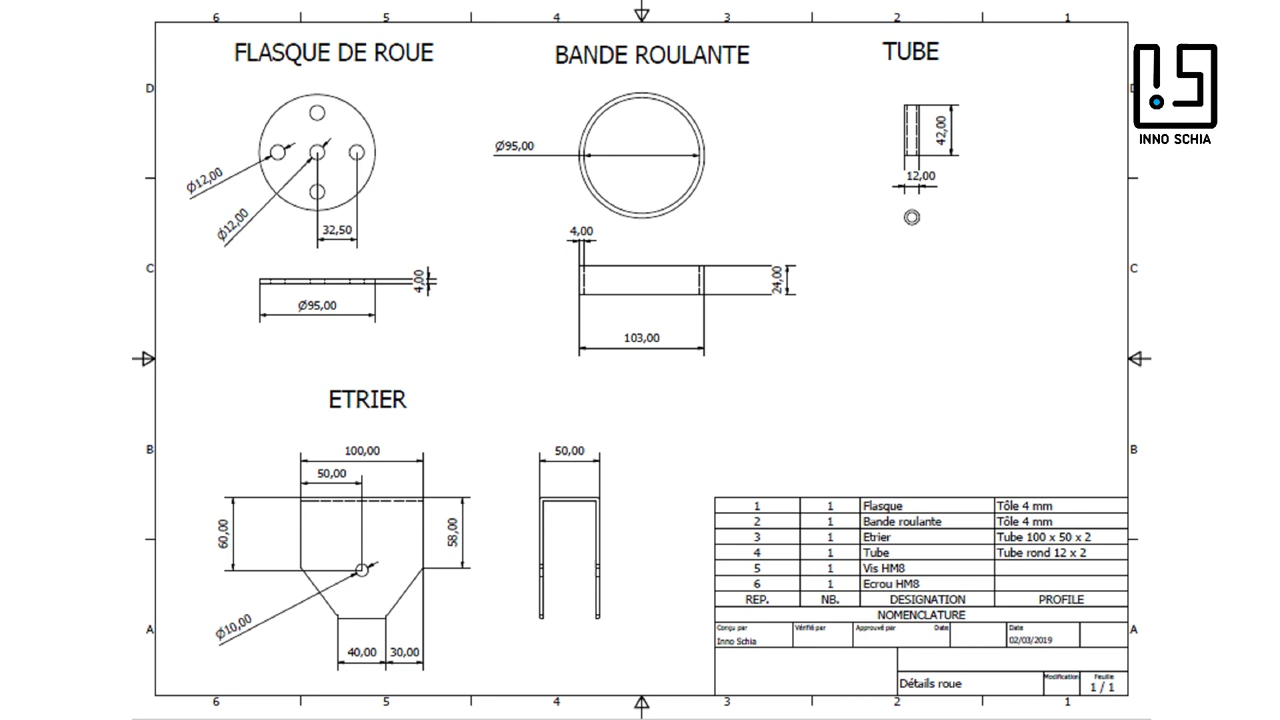 6 5 4 3 2 1
FLASQUE DE ROUE
BANDE ROULANTE
TUBE
INNO SCHIA
D
D
Ø12,00
Ø12,00
32,50
4,00
Ø95,00
Ø95,00
4,00
24,00
103,00
42,00
12,00
C
C
ETRIER
B
B
100,00
50,00
60,00
58,00
Ø10,00
40,00
30,00
50,00
A
A
1 1 Flasque Tôle 4 mm
2 1 Bande roulante Tôle 4 mm
3 1 Etrier Tube 100 x 50 x 2
4 1 Tube Tube rond 12 x 2
5 1 Vis HM8
6 1 Ecrou HM8
REP. NB. DESIGNATION PROFILE
NOMENCLATURE
Conçu par Vérifié par Approuvé par Date Date
Inno Schia 02/03/2019
Modification Feuille
Détails roue 1 / 1
6 5 4 3 2 1